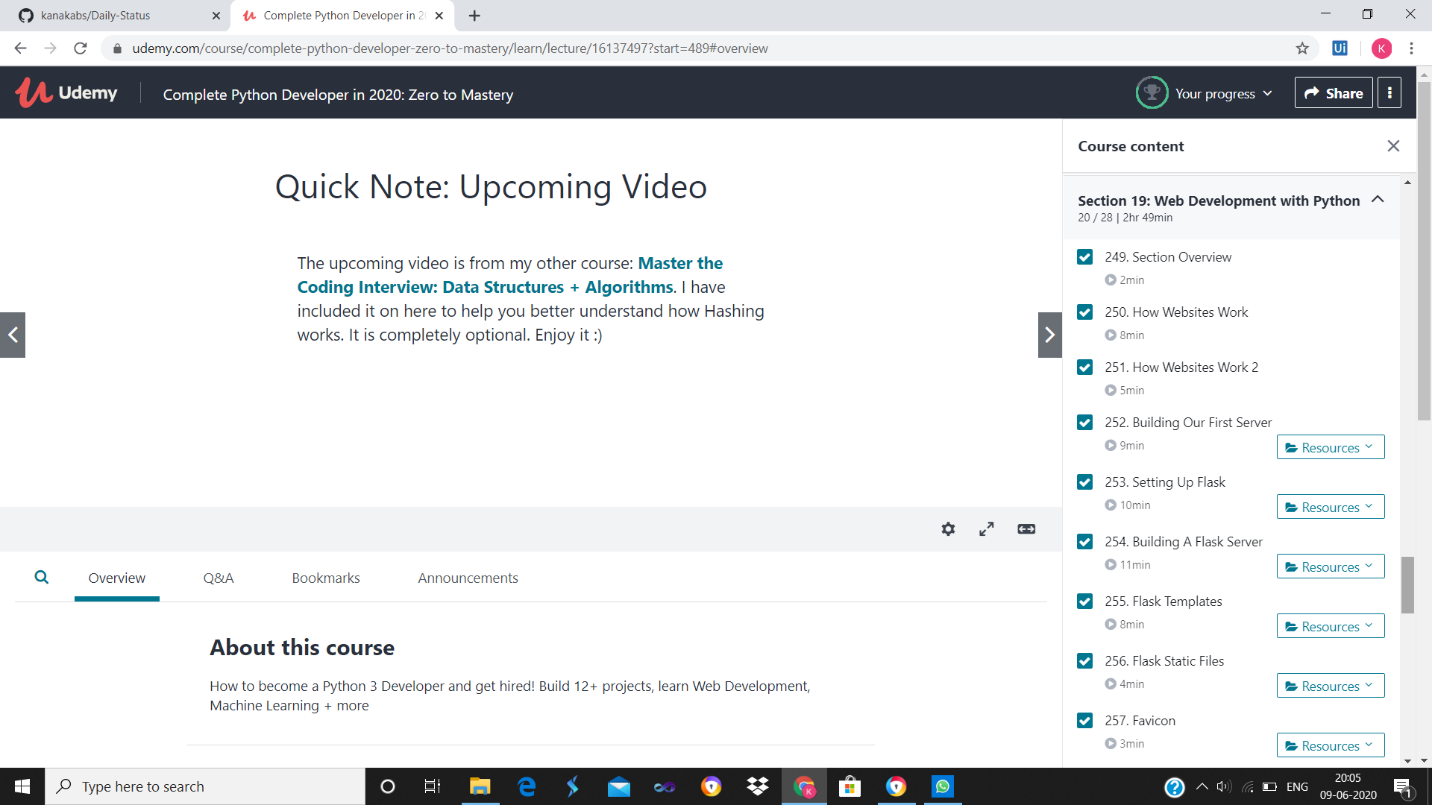 kanakabs/Daily-Status
Complete Python Developer in 2
udemy.com/course/complete-python-developer-zero-to-mastery/learn/lecture/16137497?start=489#overview
Ui
K
Udemy
Complete Python Developer in 2020: Zero to Mastery
Your progress
Share
Quick Note: Upcoming Video
The upcoming video is from my other course: Master the
Coding Interview: Data Structures + Algorithms. I have
included it on here to help you better understand how Hashing
works. It is completely optional. Enjoy it :)
Overview
Q&A
Bookmarks
Announcements
About this course
How to become a Python 3 Developer and get hired! Build 12+ projects, learn Web Development,
Machine Learning + more
Course content
Section 19: Web Development with Python
20 / 28 | 2hr 49min
249. Section Overview
2min
250. How Websites Work
8min
251. How Websites Work 2
5min
252. Building Our First Server
9min
Resources
253. Setting Up Flask
10min
Resources
254. Building A Flask Server
11min
Resources
255. Flask Templates
8min
Resources
256. Flask Static Files
4min
Resources
257. Favicon
3min
Resources
Type here to search
K
ENG
20:05
09-06-2020
1